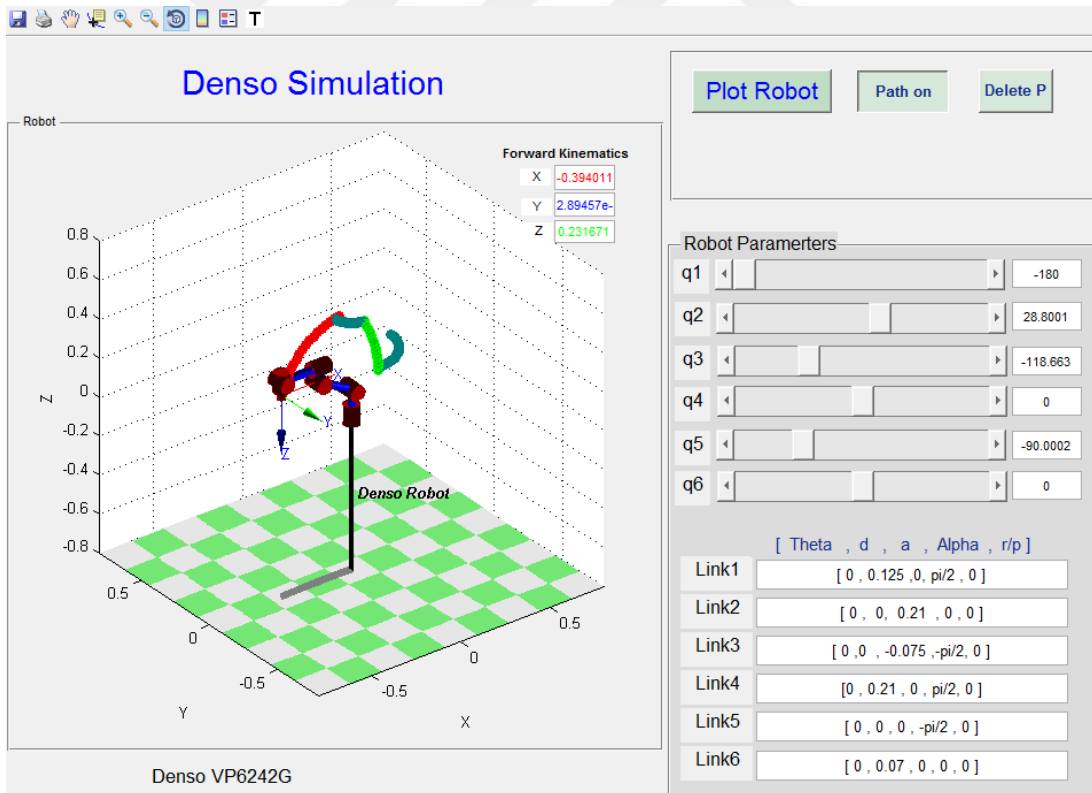 T
Denso Simulation
Plot Robot
Path on
Delete P
Robot
Forward Kinematics
X
-0.394011
Y
2.89457e-
Z
0.231671
0.8
0.6
0.4
0.2
0
-0.2
-0.4
-0.6
-0.8
Z
X
Y
Z
Denso Robot
0.5
0
-0.5
Y
-0.5
0
0.5
X
Denso VP6242G
Robot Paramerters
q1
-180
q2
28.8001
q3
-118.663
q4
0
q5
-90.0002
q6
0
[ Theta , d , a , Alpha , r/p ]
Link1
[ 0 , 0.125 ,0, pi/2 , 0 ]
Link2
[ 0 , 0, 0.21 , 0 , 0 ]
Link3
[ 0 ,0 , -0.075 ,-pi/2, 0 ]
Link4
[0 , 0.21 , 0 , pi/2, 0 ]
Link5
[ 0 , 0 , 0 , -pi/2 , 0 ]
Link6
[ 0 , 0.07 , 0 , 0 , 0 ]